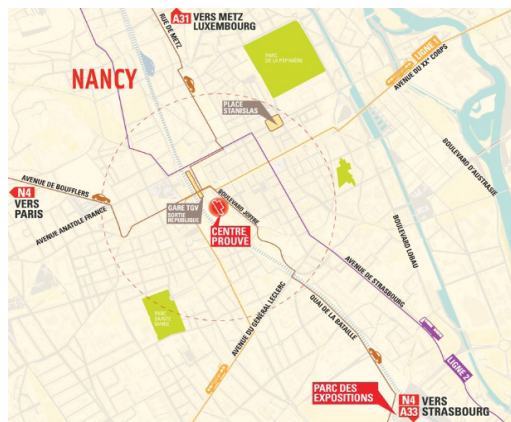 A31 VERS METZ
LUXEMBOURG
RUE DE METZ
NANCY
PARC
DE LA PÉPINIÈRE
LIGNE 1
AVENUE DU XXᵉ CORPS
PLACE
STANISLAS
BOULEVARD D'AUSTRASIE
AVENUE DE BOUFFLERS
N4
VERS
PARIS
AVENUE ANATOLE FRANCE
GARE TGV
SORTIE
RÉPUBLIQUE
BOULEVARD JOFFRE
CENTRE
PROUVÉ
BOULEVARD LOBAU
AVENUE DE STRASBOURG
QUAI DE LA BATAILLE
AVENUE DU GÉNÉRAL LECLERC
PARC
SAINTE
MARIE
LIGNE 2
PARC DES
EXPOSITIONS
N4
A33
VERS
STRASBOURG